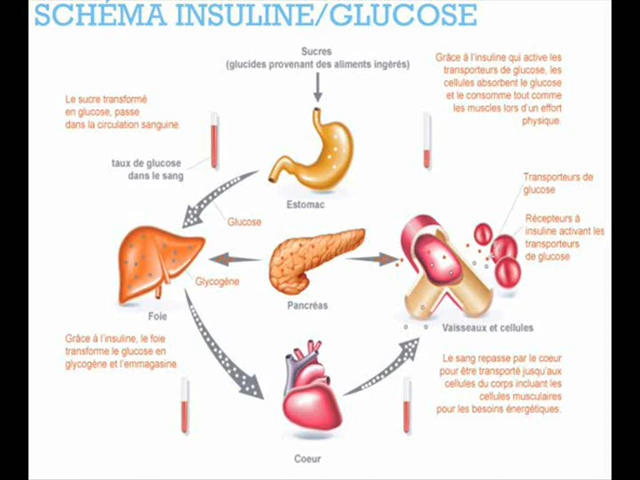 SCHÉMA INSULINE/GLUCOSE
Sucres
(glucides provenant des aliments ingérés)
Grâce à l'insuline qui active les
transporteurs de glucose, les
cellules absorbent le glucose
et le consomme tout comme
les muscles lors d'un effort
physique.
Le sucre transformé
en glucose, passe
dans la circulation sanguine.
taux de glucose
dans le sang
Estomac
Transporteurs de
glucose
Glucose
Récepteurs à
insuline activant les
transporteurs
de glucose
Glycogène
Foie
Pancréas
Vaisseaux et cellules
Grâce à l'insuline, le foie
transforme le glucose en
glycogène et l'emmagasine.
Le sang repasse par le coeur
pour être transporté jusqu'aux
cellules du corps incluant les
cellules musculaires
pour les besoins énergétiques.
Coeur